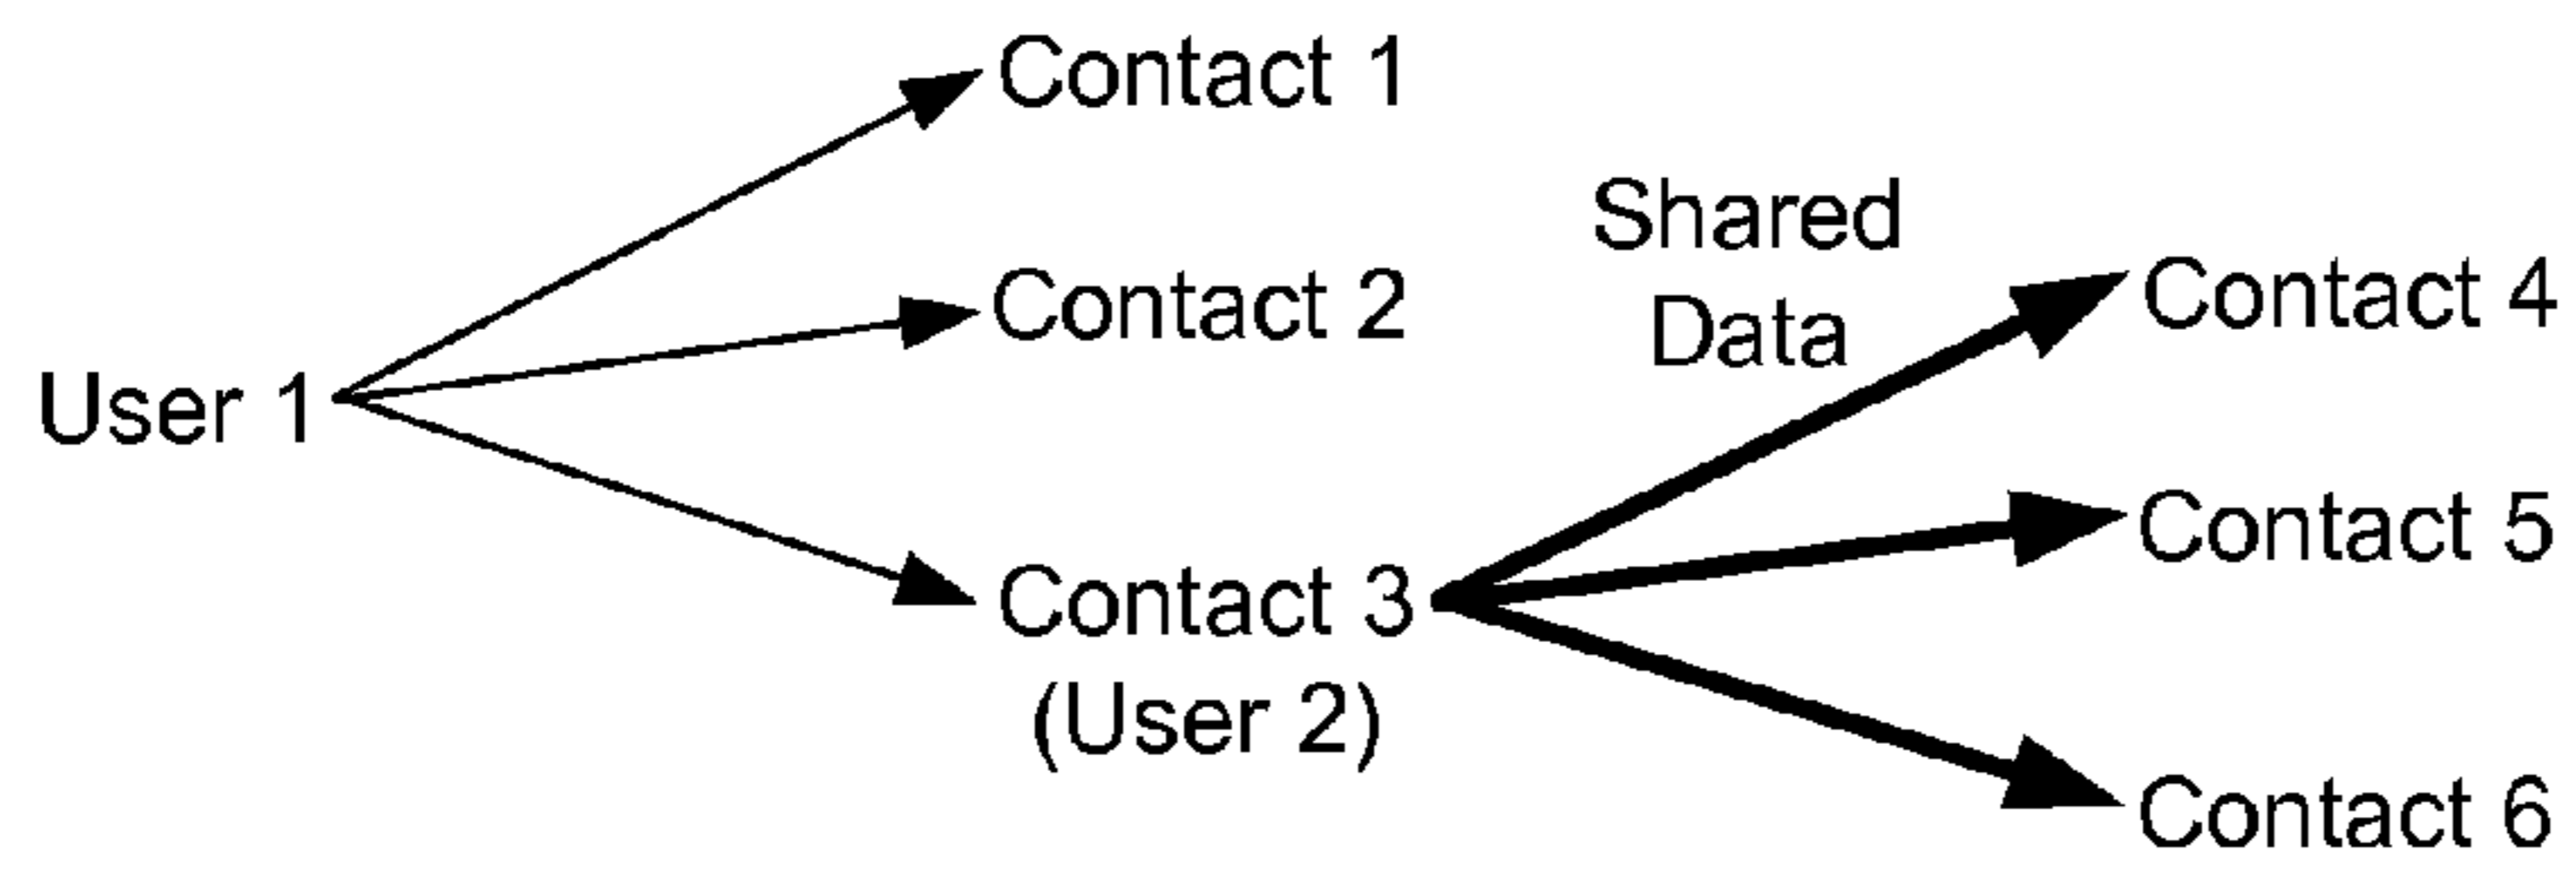 Contact 1
Shared
Data
Contact 2
Contact 4
User 1
Contact 5
Contact 3
(User 2)
Contact 6